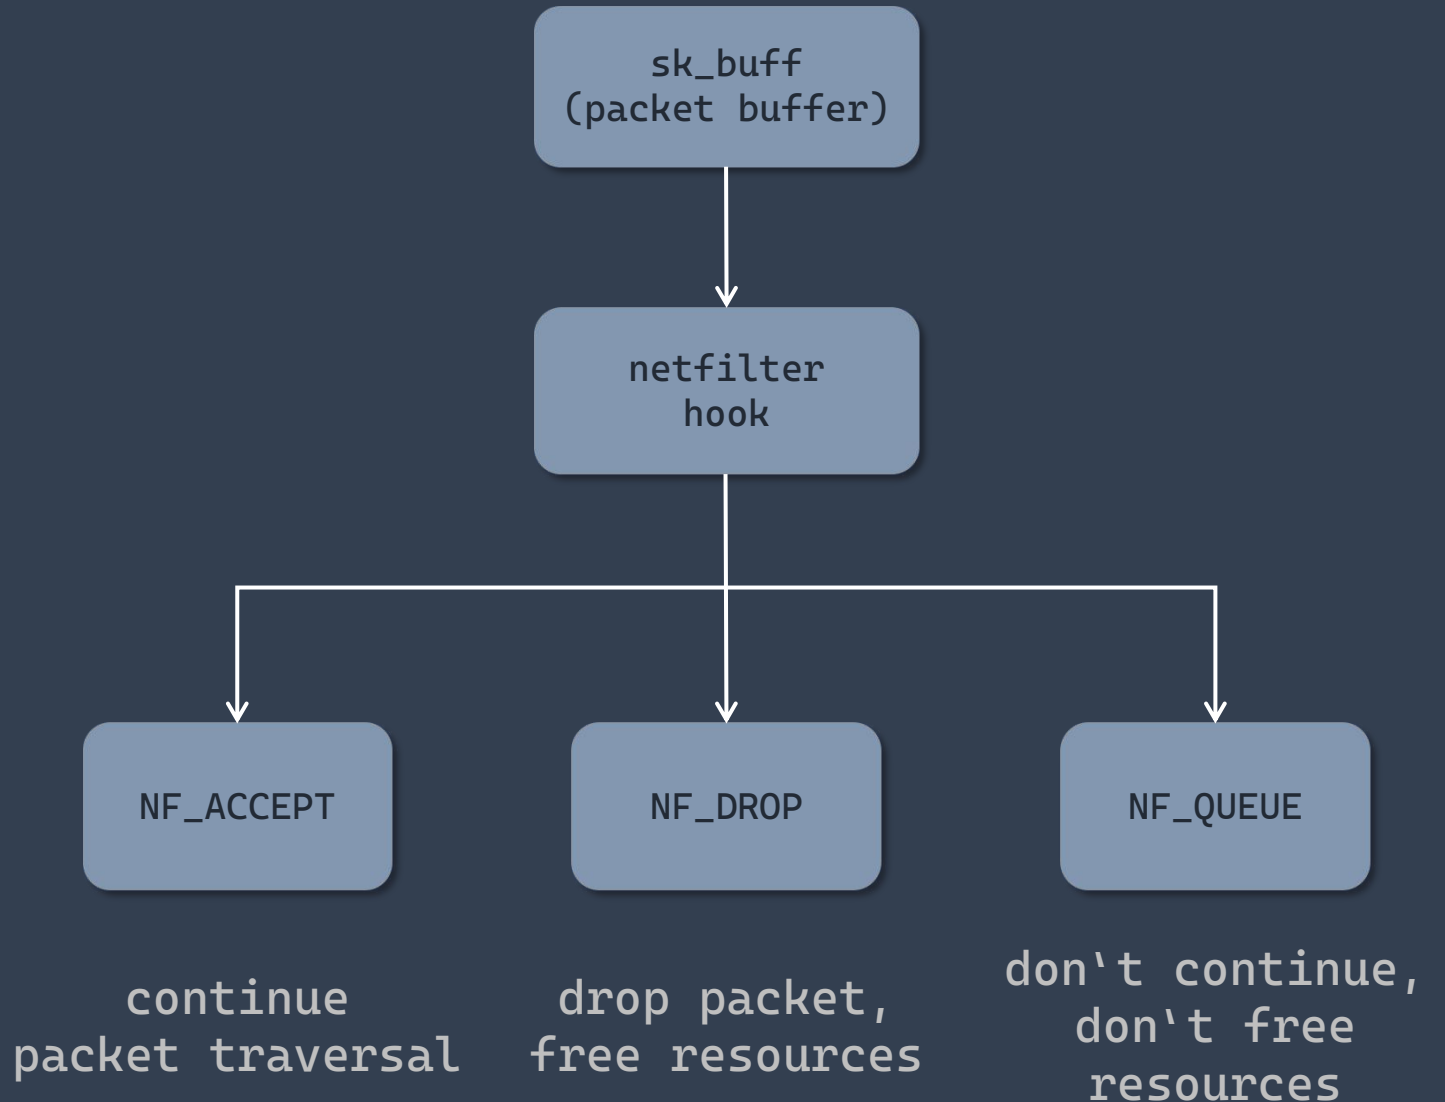 sk_buff
(packet buffer)
netfilter
hook
NF_ACCEPT
NF_DROP
NF_QUEUE
continue
packet traversal
drop packet,
free resources
don‛t continue,
don‛t free
resources